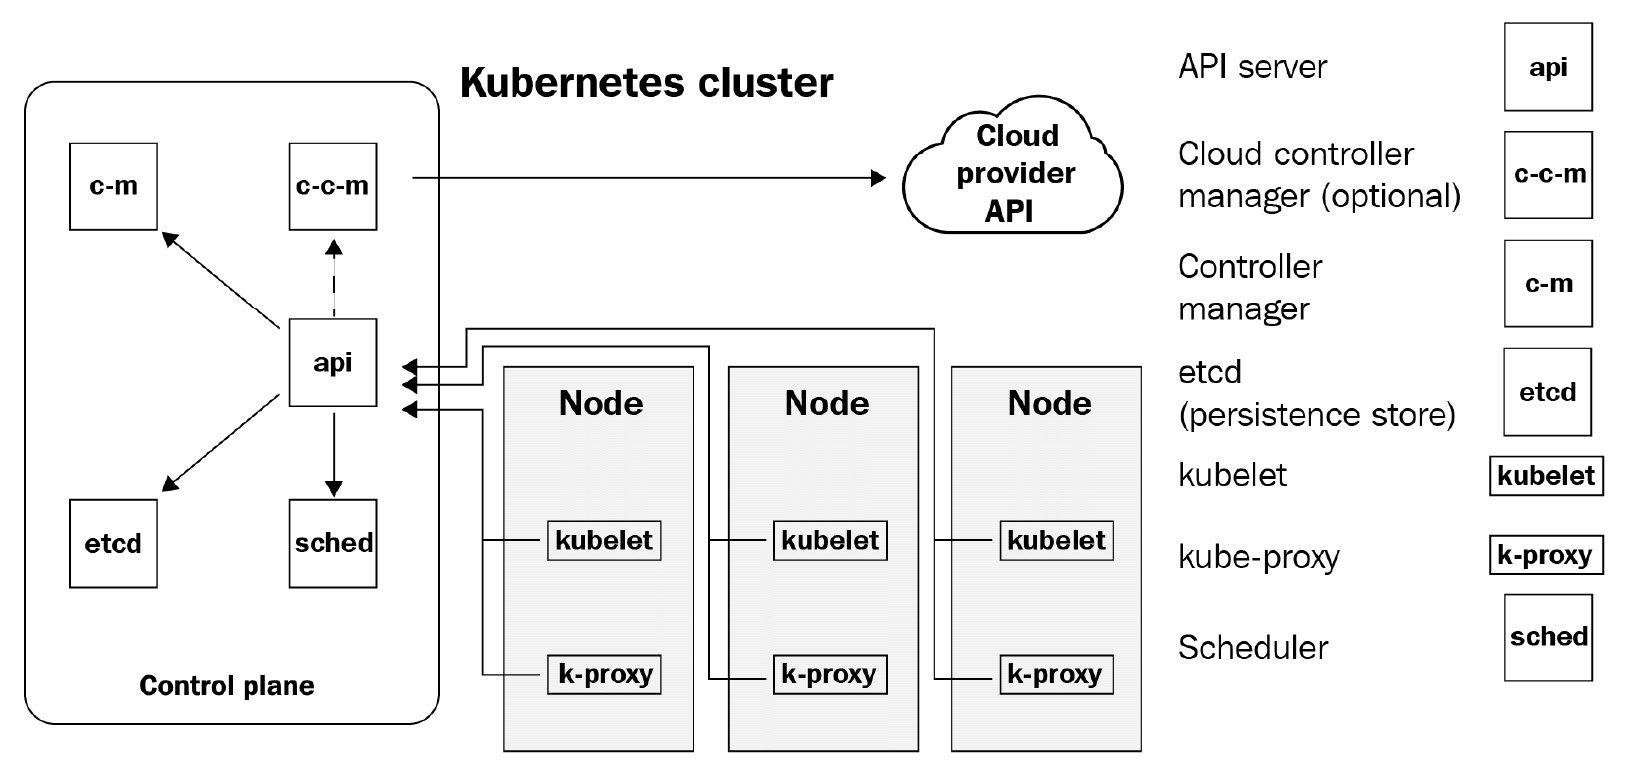 Kubernetes cluster
c-m
c-c-m
api
etcd
sched
Control plane
Cloud
provider
API
Node
kubelet
k-proxy
Node
kubelet
k-proxy
Node
kubelet
k-proxy
API server
api
Cloud controller
manager (optional)
c-c-m
Controller
manager
c-m
etcd
(persistence store)
etcd
kubelet
kubelet
kube-proxy
k-proxy
Scheduler
sched